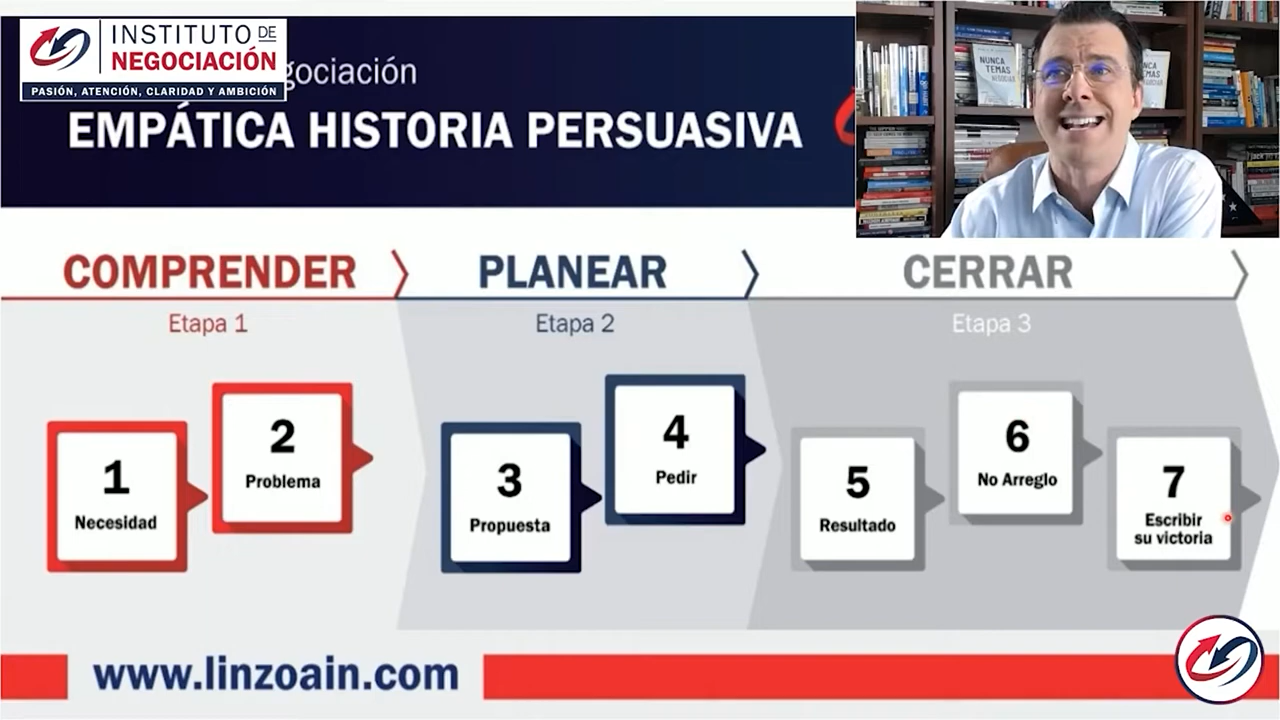 INSTITUTO DE
NEGOCIACIÓN
PASIÓN, ATENCIÓN, CLARIDAD Y AMBICIÓN
gociación
EMPÁTICA HISTORIA PERSUASIVA
NUNCA
TEMAS
COMPRENDER
PLANEAR
CERRAR
Etapa 1
Etapa 2
Etapa 3
1
Necesidad
2
Problema
3
Propuesta
4
Pedir
5
Resultado
6
No Arreglo
7
Escribir
su victoria
www.linzoain.com